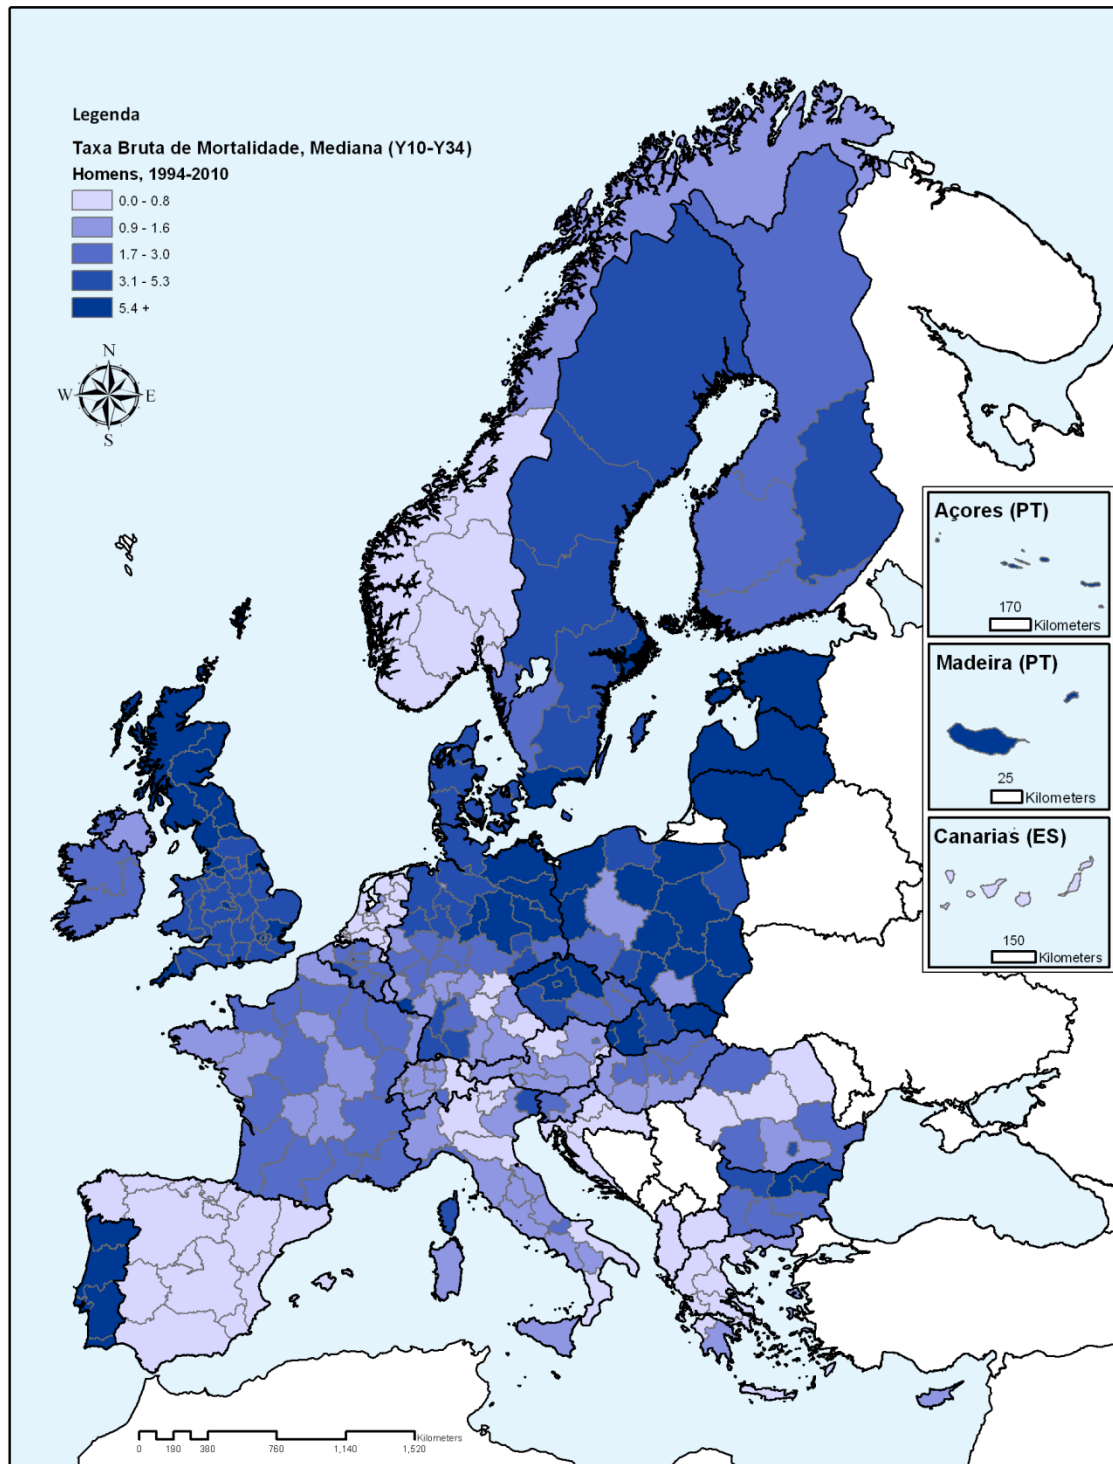 Legenda
Taxa Bruta de Mortalidade, Mediana (Y10-Y34)
Homens, 1994-2010
0.0 - 0.8
0.9 - 1.6
1.7 - 3.0
3.1 - 5.3
5.4 +
N
W E
S
Açores (PT)
170
Kilometers
Madeira (PT)
25
Kilometers
Canarias (ES)
150
Kilometers
Kilometers
0 190 380 760 1,140 1,520